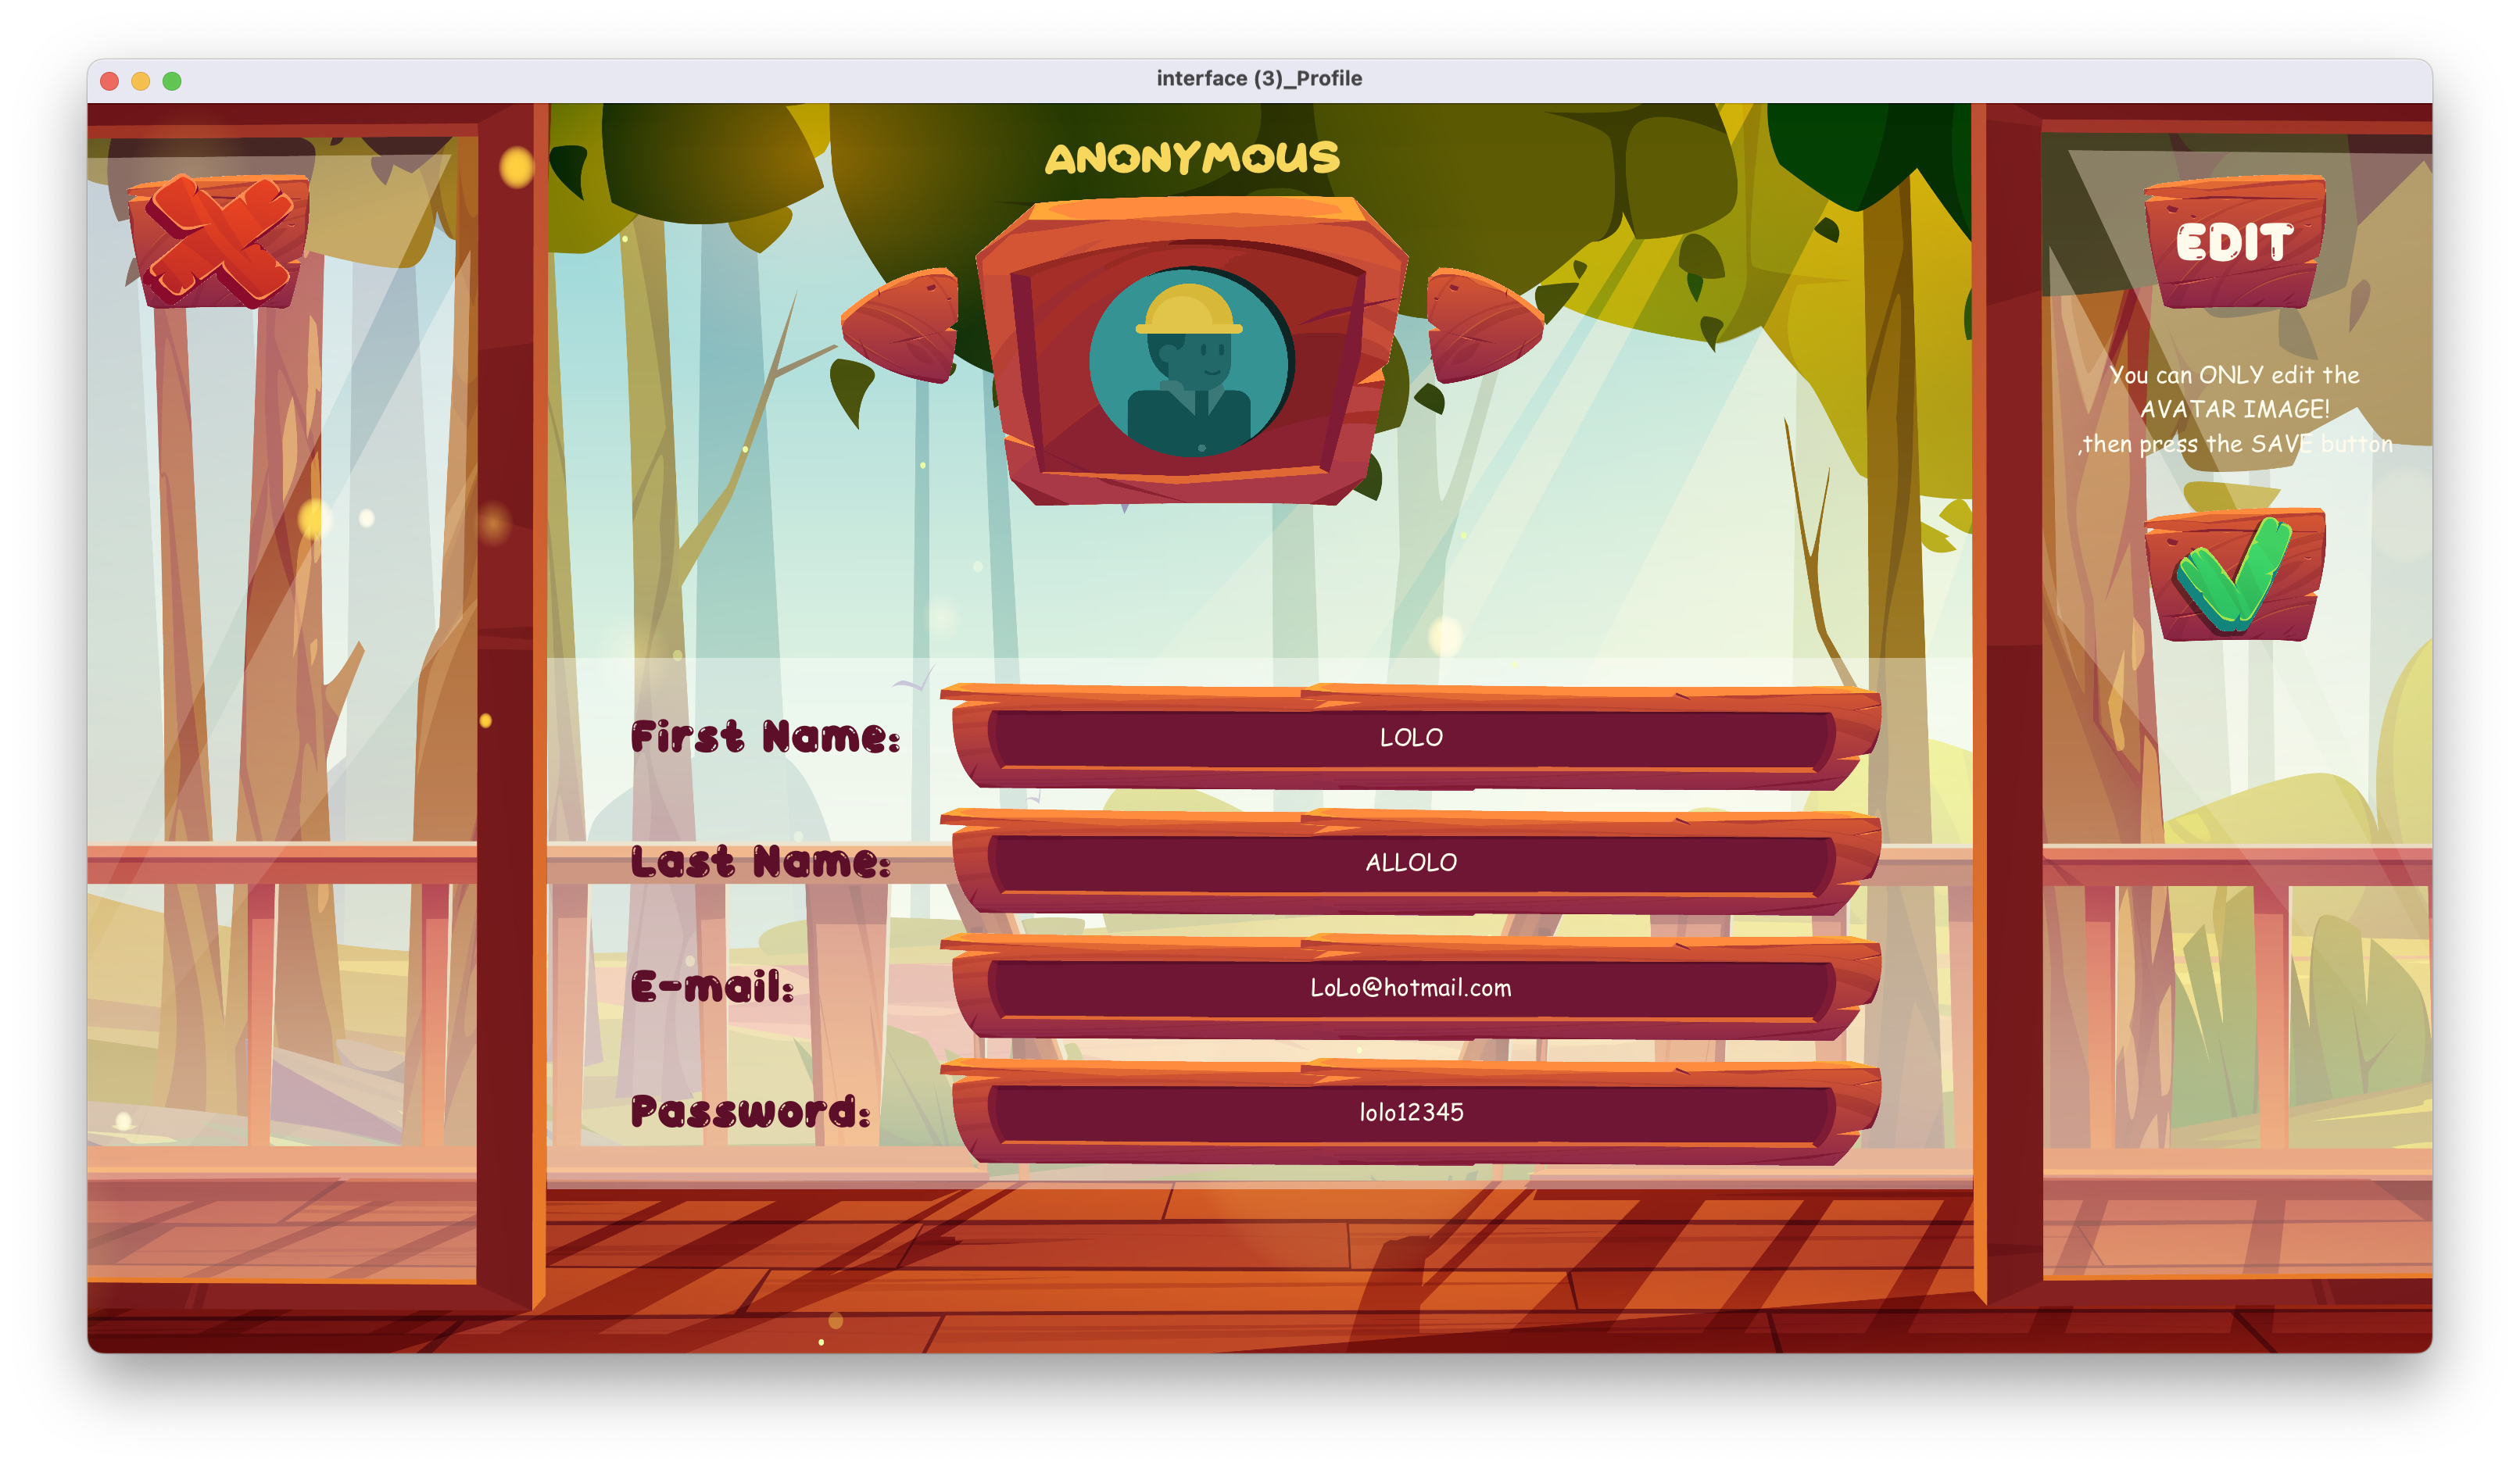 interface (3)_Profile
ANONYMOUS
EDIT
You can ONLY edit the
AVATAR IMAGE!
,then press the SAVE button
First Name:
LOLO
Last Name:
ALLOLO
E-mail:
LoLo@hotmail.com
Password:
lolo12345